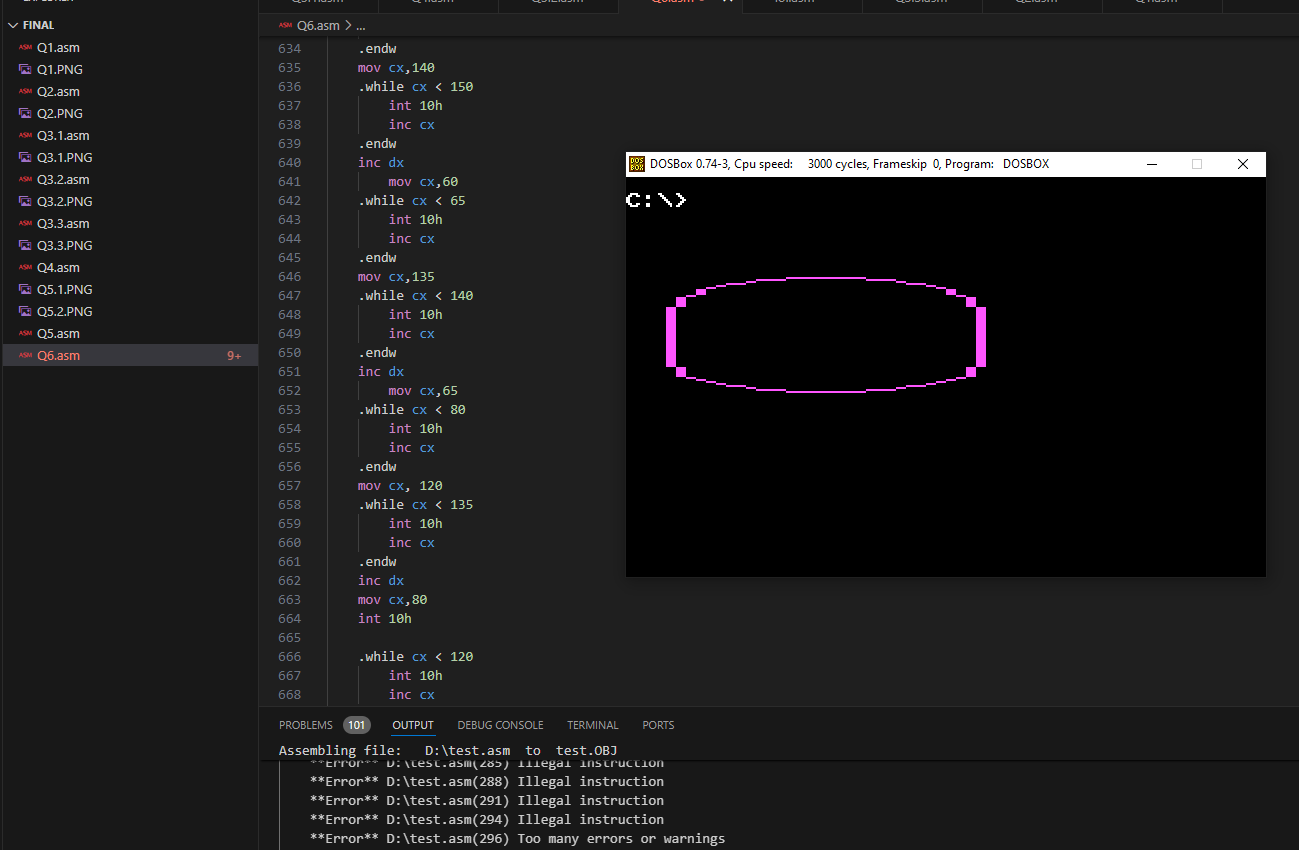 FINAL
ASM Q1.asm
Q1.PNG
ASM Q2.asm
Q2.PNG
ASM Q3.1.asm
Q3.1.PNG
ASM Q3.2.asm
Q3.2.PNG
ASM Q3.3.asm
Q3.3.PNG
ASM Q4.asm
Q5.1.PNG
Q5.2.PNG
ASM Q5.asm
ASM Q6.asm 9+
ASM Q6.asm > ...
634 .endw
635 mov cx,140
636 .while cx < 150
637 int 10h
638 inc cx
639 .endw
640 inc dx
641 mov cx,60
642 .while cx < 65
643 int 10h
644 inc cx
645 .endw
646 mov cx,135
647 .while cx < 140
648 int 10h
649 inc cx
650 .endw
651 inc dx
652 mov cx,65
653 .while cx < 80
654 int 10h
655 inc cx
656 .endw
657 mov cx, 120
658 .while cx < 135
659 int 10h
660 inc cx
661 .endw
662 inc dx
663 mov cx,80
664 int 10h
665
666 .while cx < 120
667 int 10h
668 inc cx
DOSBox 0.74-3, Cpu speed: 3000 cycles, Frameskip 0, Program: DOSBOX
C:\>
PROBLEMS 101 OUTPUT DEBUG CONSOLE TERMINAL PORTS
Assembling file: D:\test.asm to test.OBJ
**Error** D:\test.asm(285) Illegal instruction
**Error** D:\test.asm(288) Illegal instruction
**Error** D:\test.asm(291) Illegal instruction
**Error** D:\test.asm(294) Illegal instruction
**Error** D:\test.asm(296) Too many errors or warnings